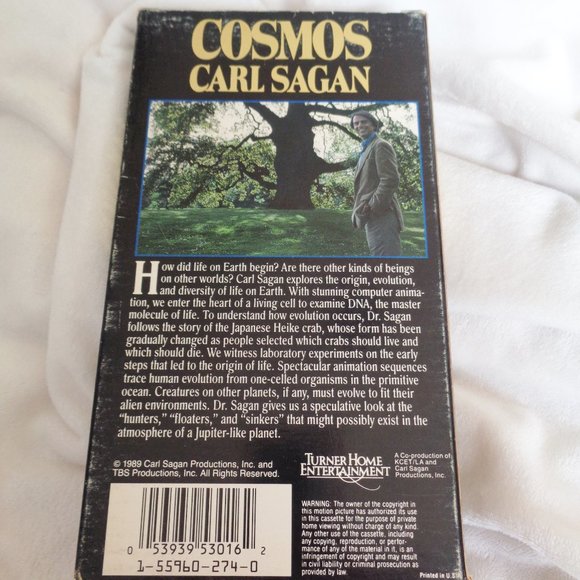 COSMOS
CARL SAGAN
How did life on Earth begin? Are there other kinds of beings
on other worlds? Carl Sagan explores the origin, evolution,
and diversity of life on Earth. With stunning computer anima-
tion, we enter the heart of a living cell to examine DNA, the master
molecule of life. To understand how evolution occurs, Dr. Sagan
follows the story of the Japanese Heike crab, whose form has been
gradually changed as people selected which crabs should live and
which should die. We witness laboratory experiments on the early
steps that led to the origin of life. Spectacular animation sequences
trace human evolution from one-celled organisms in the primitive
ocean. Creatures on other planets, if any, must evolve to fit their
alien environments. Dr. Sagan gives us a speculative look at the
"hunters," "floaters," and "sinkers" that might possibly exist in the
atmosphere of a Jupiter-like planet.
© 1989 Carl Sagan Productions, Inc. and
TBS Productions, Inc. All Rights Reserved.
TURNER HOME
ENTERTAINMENT
A Co-production of
KCET/LA and
Carl Sagan
Productions, Inc.
0 53939 53016 2
1-55960-274-0
WARNING: The owner of the copyright in
this motion picture has authorized its use
in this cassette for the purpose of private
home viewing without charge of any kind.
Any other use of the cassette, including
any copying, reproduction, or perfor-
mance of any of the material in it, is an
infringement of copyright and may result
in civil liability or criminal prosecution as
provided by law.
Printed in U.S.